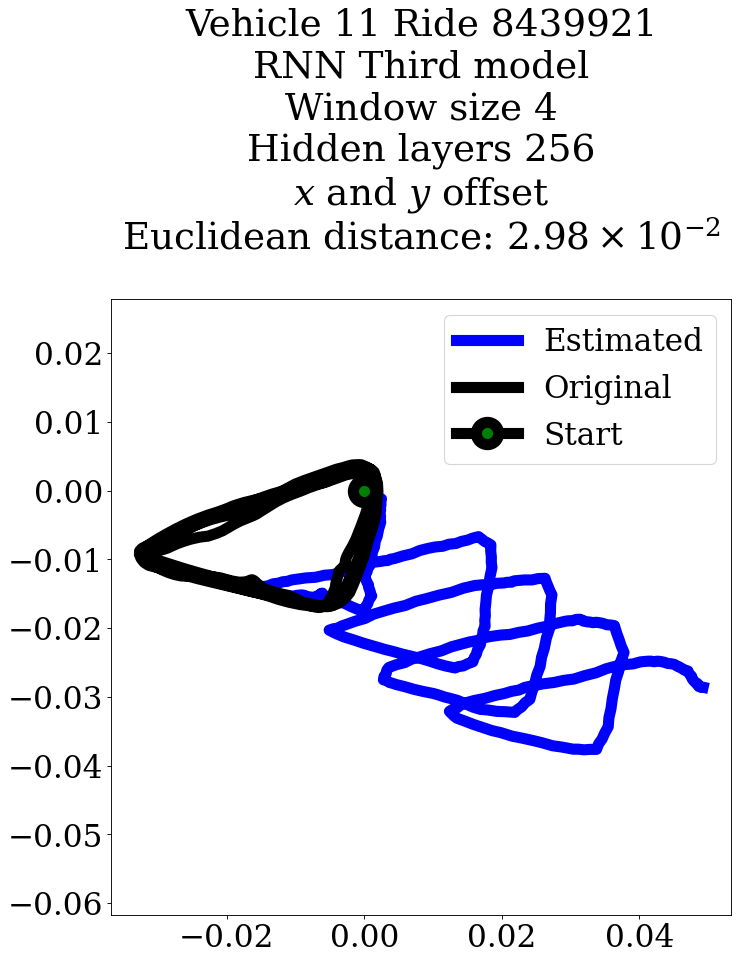 Vehicle 11 Ride 8439921
RNN Third model
Window size 4
Hidden layers 256
x and y offset
Euclidean distance: 2.98 × 10⁻²
Estimated
Original
Start
0.02
0.01
0.00
−0.01
−0.02
−0.03
−0.04
−0.05
−0.06
−0.02 0.00 0.02 0.04